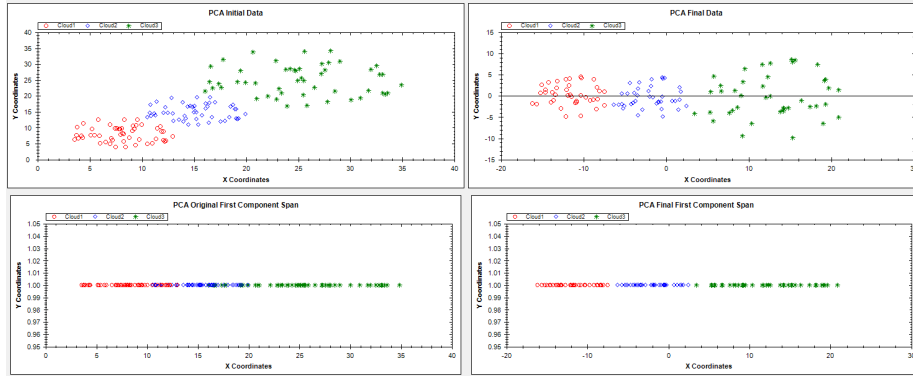 PCA Initial Data
Cloud1 Cloud2 Cloud3
Y Coordinates
40
35
30
25
20
15
10
5
0
0 5 10 15 20 25 30 35 40
X Coordinates
PCA Final Data
Cloud1 Cloud2 Cloud3
Y Coordinates
15
10
5
0
-5
-10
-15
-20 -10 0 10 20 30
X Coordinates
PCA Original First Component Span
Cloud1 Cloud2 Cloud3
Y Coordinates
1.05
1.04
1.03
1.02
1.01
1.00
0.99
0.98
0.97
0.96
0.95
0 5 10 15 20 25 30 35 40
X Coordinates
PCA Final First Component Span
Cloud1 Cloud2 Cloud3
Y Coordinates
1.05
1.04
1.03
1.02
1.01
1.00
0.99
0.98
0.96
0.95
-20 -10 0 10 20 30
X Coordinates